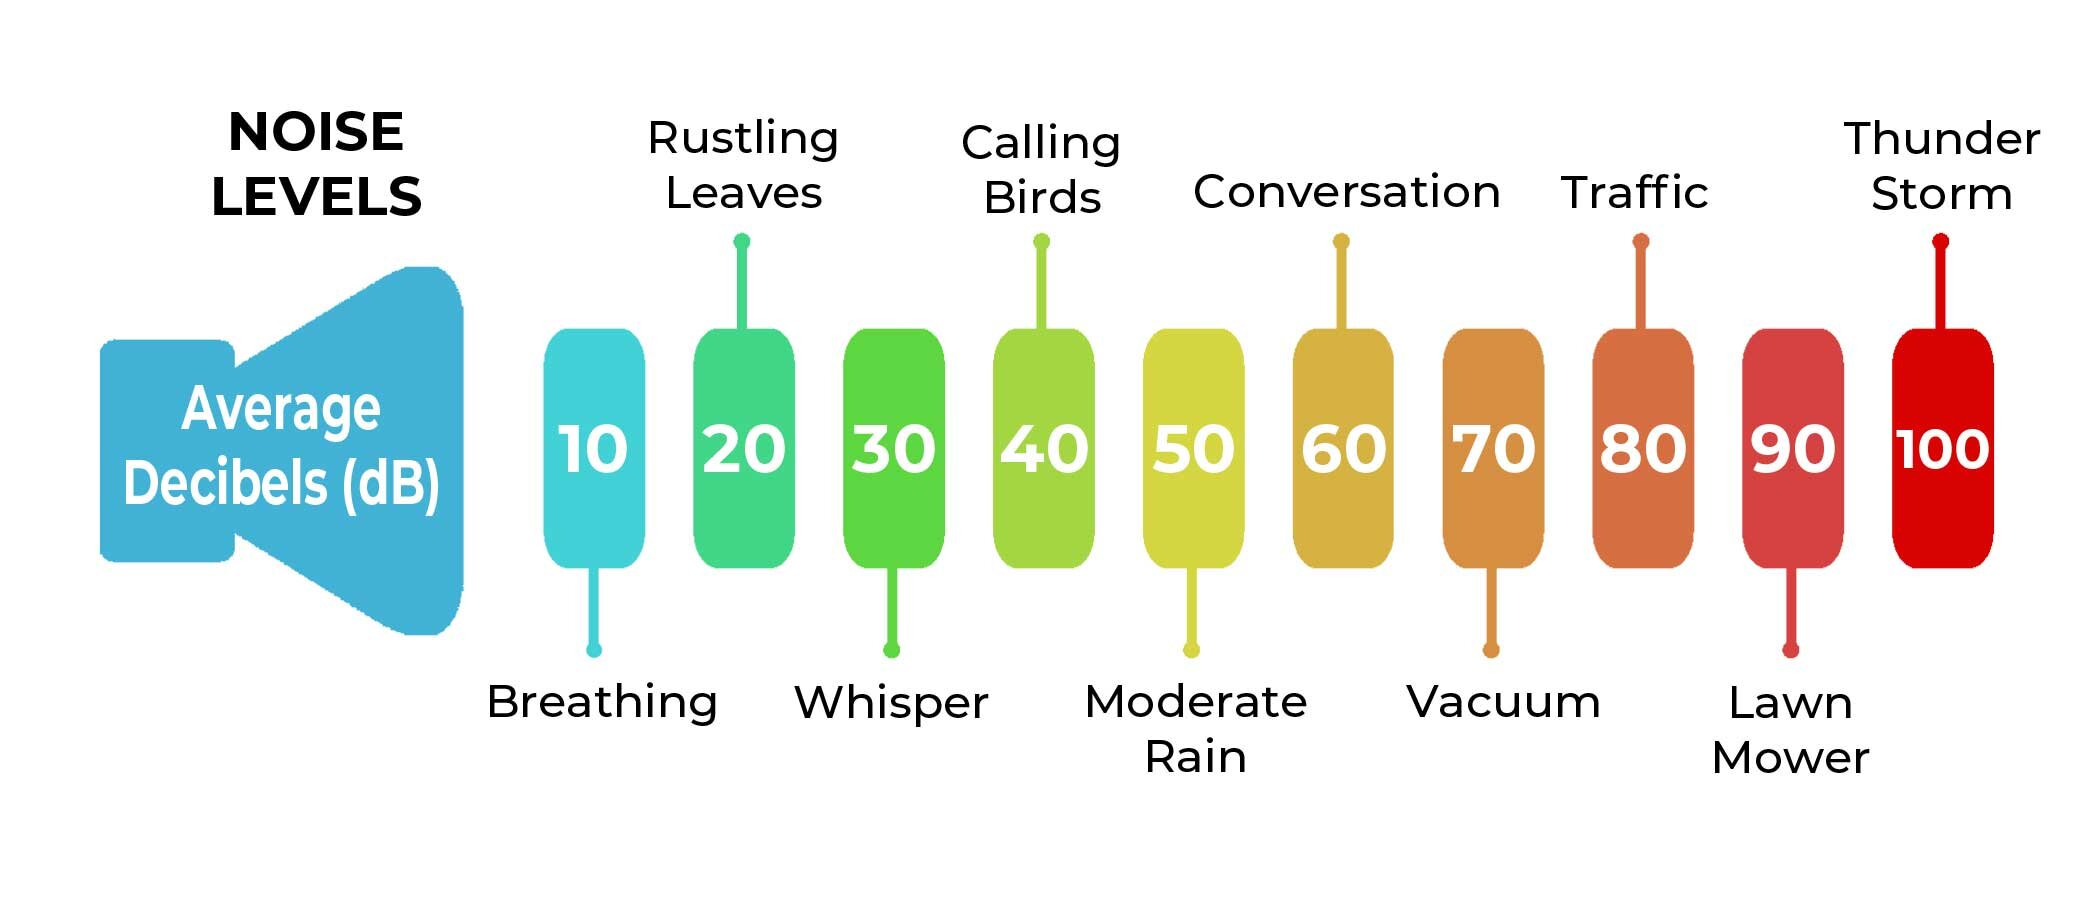 NOISE
LEVELS
Average
Decibels (dB)
Rustling
Leaves
Calling
Birds
Conversation
Traffic
Thunder
Storm
10
20
30
40
50
60
70
80
90
100
Breathing
Whisper
Moderate
Rain
Vacuum
Lawn
Mower